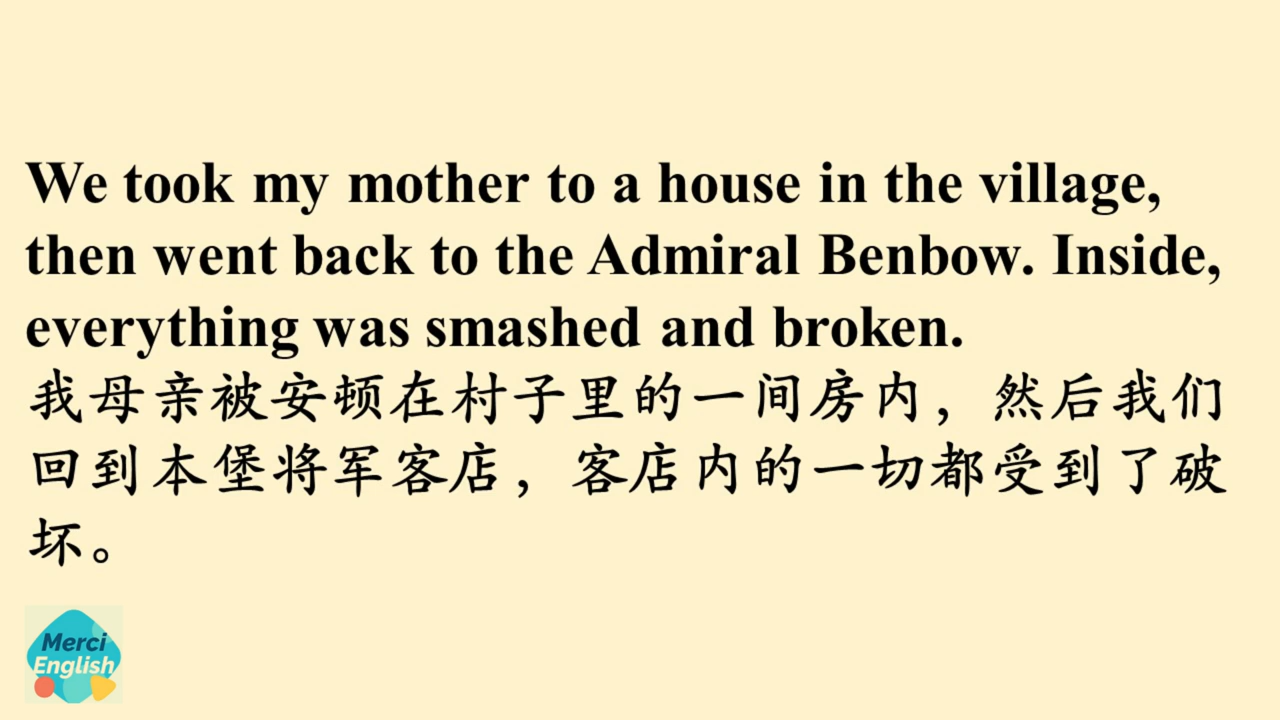 We took my mother to a house in the village,
then went back to the Admiral Benbow. Inside,
everything was smashed and broken.
我母亲被安顿在村子里的一间房内，然后我们
回到本堡将军客店，客店内的一切都受到了破
坏。
Merci
English